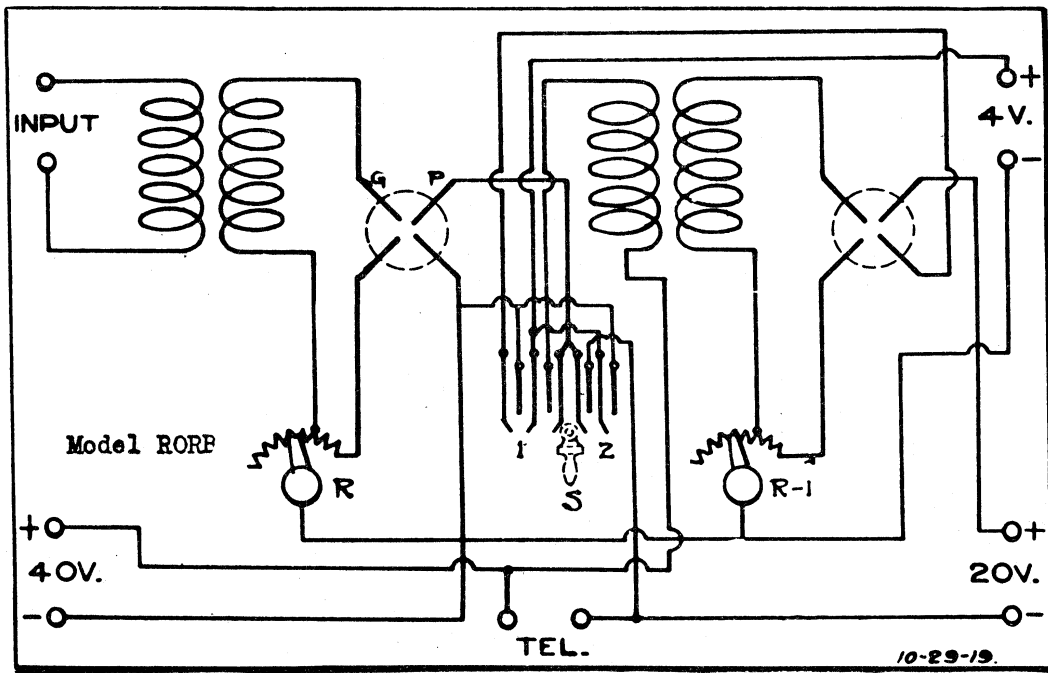 INPUT
+
4V.
-
G P
Model RORB
1 2
R
S
R-1
+
40V.
-
+
20V.
-
TEL.
10-29-19.